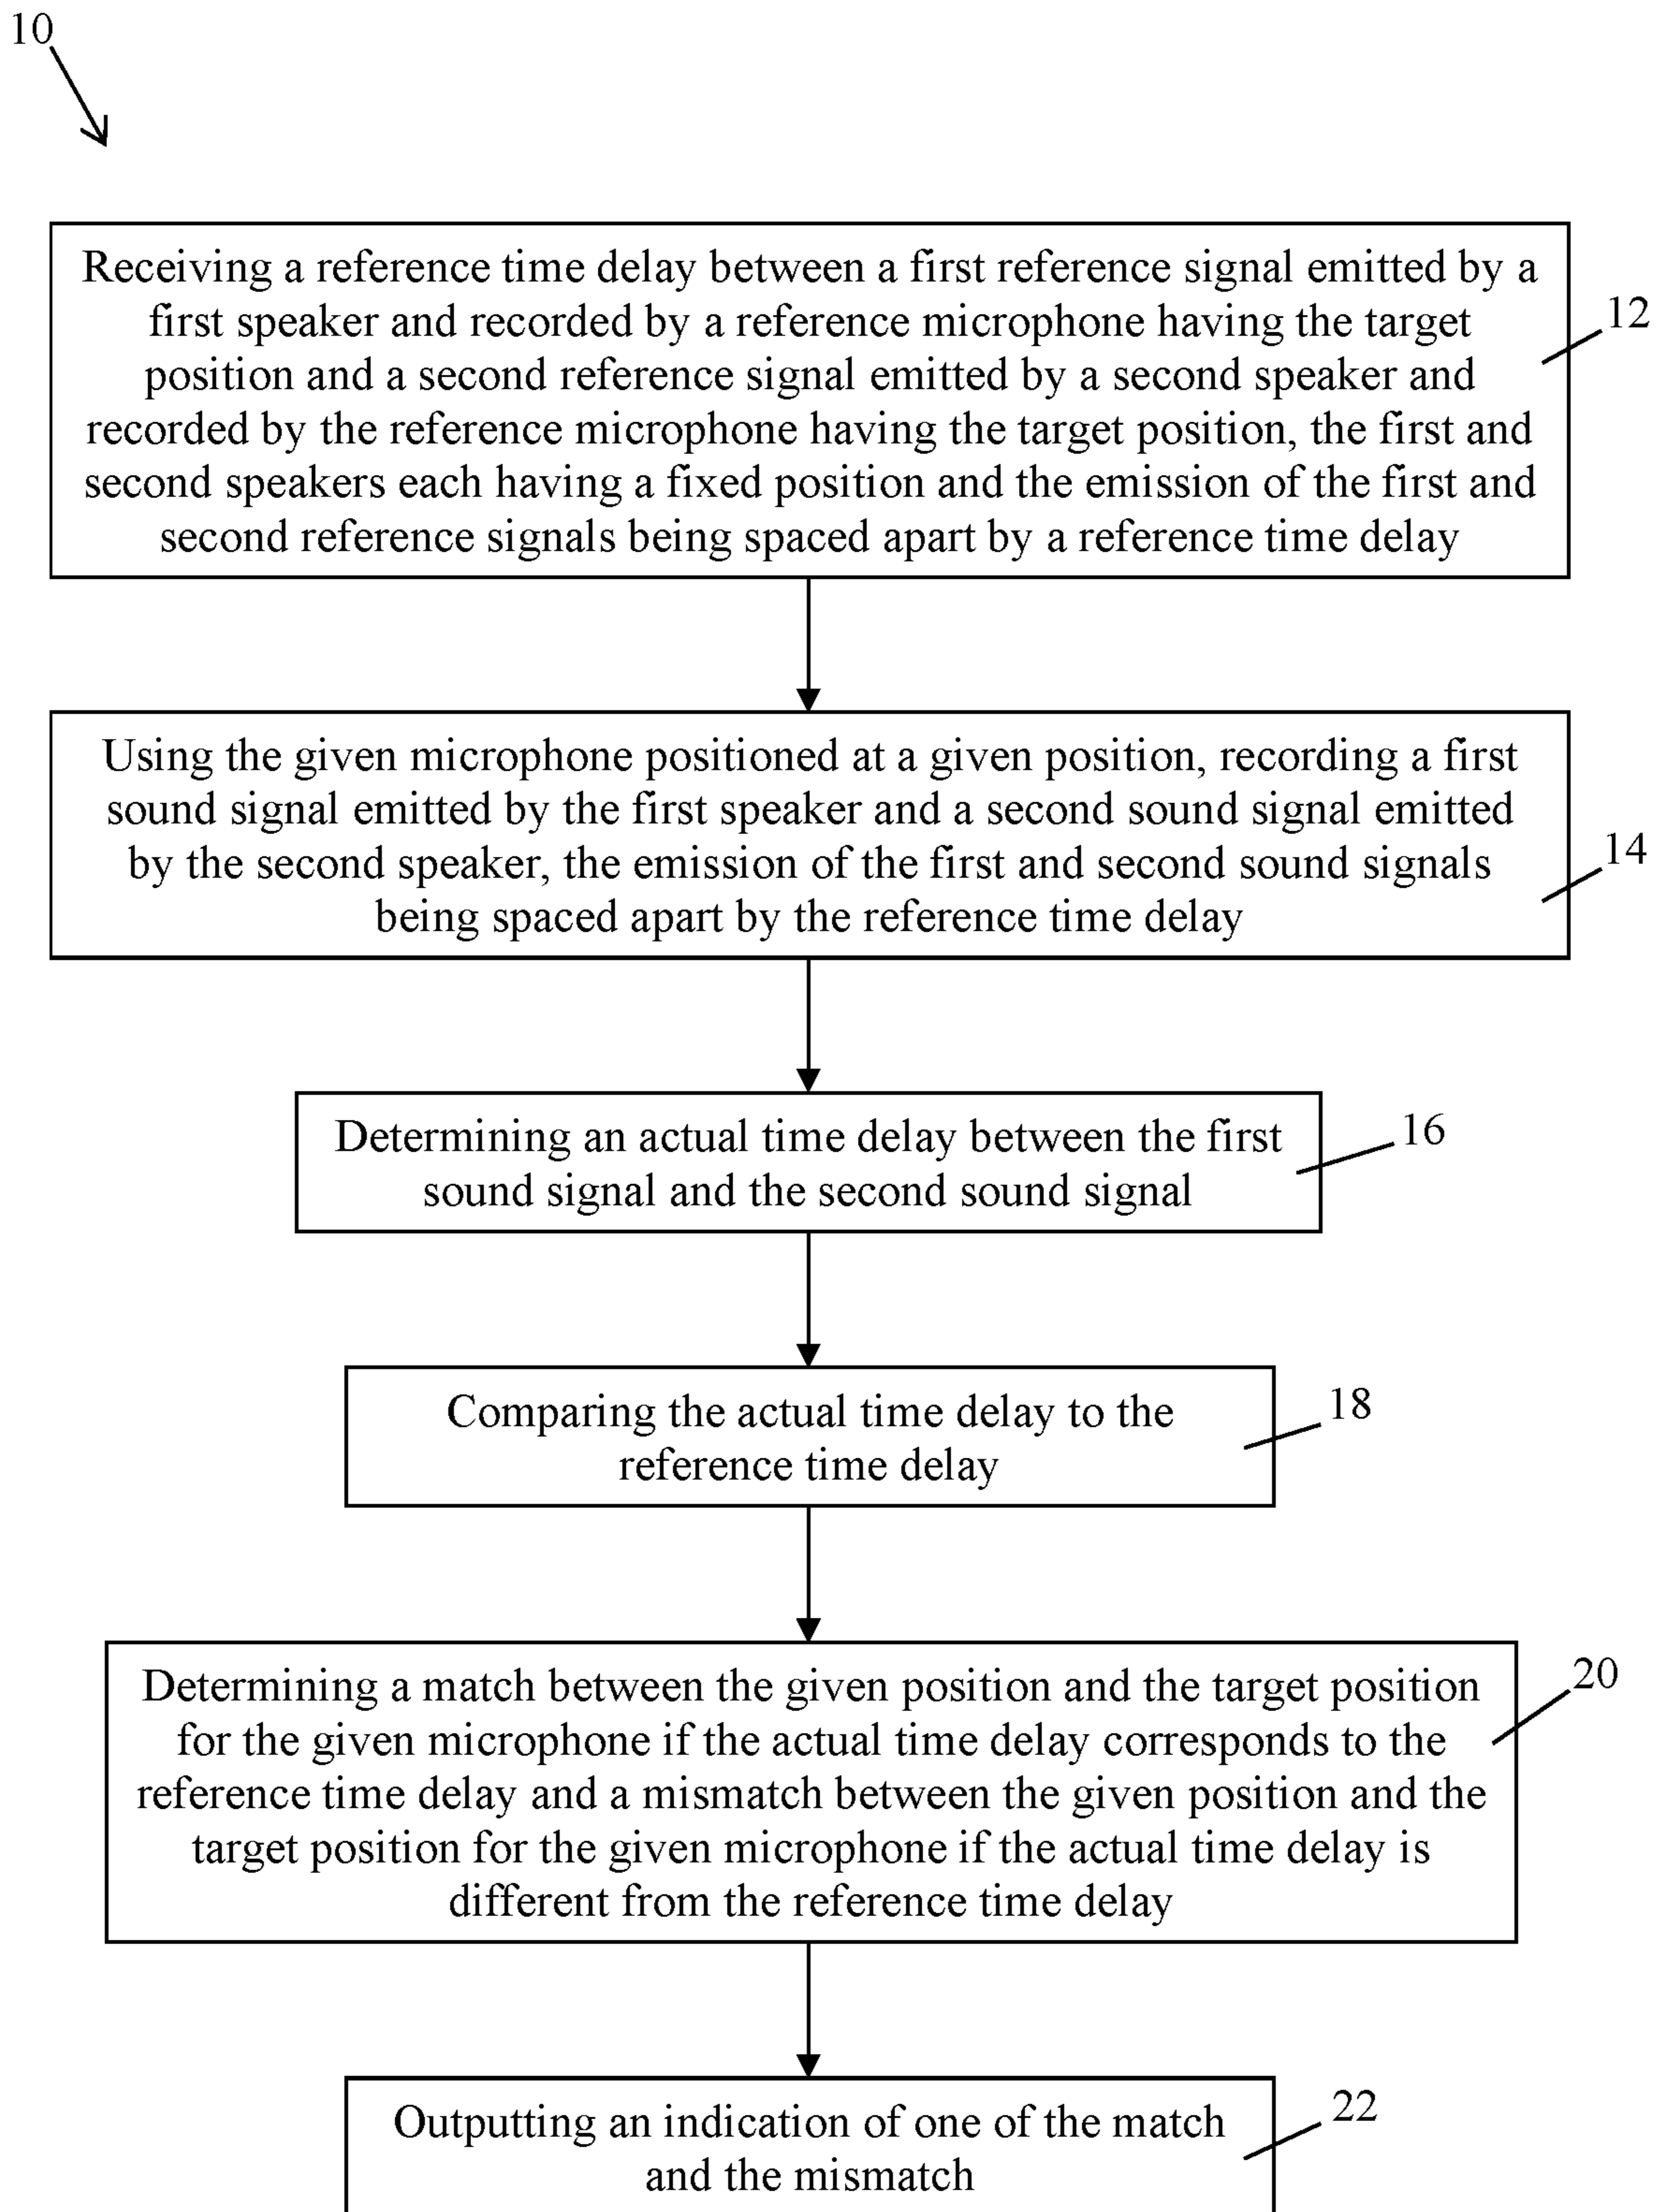 10
Receiving a reference time delay between a first reference signal emitted by a
first speaker and recorded by a reference microphone having the target
position and a second reference signal emitted by a second speaker and
recorded by the reference microphone having the target position, the first and
second speakers each having a fixed position and the emission of the first and
second reference signals being spaced apart by a reference time delay
12
Using the given microphone positioned at a given position, recording a first
sound signal emitted by the first speaker and a second sound signal emitted
by the second speaker, the emission of the first and second sound signals
being spaced apart by the reference time delay
14
Determining an actual time delay between the first
sound signal and the second sound signal
16
Comparing the actual time delay to the
reference time delay
18
Determining a match between the given position and the target position
for the given microphone if the actual time delay corresponds to the
reference time delay and a mismatch between the given position and the
target position for the given microphone if the actual time delay is
different from the reference time delay
20
Outputting an indication of one of the match
and the mismatch
22